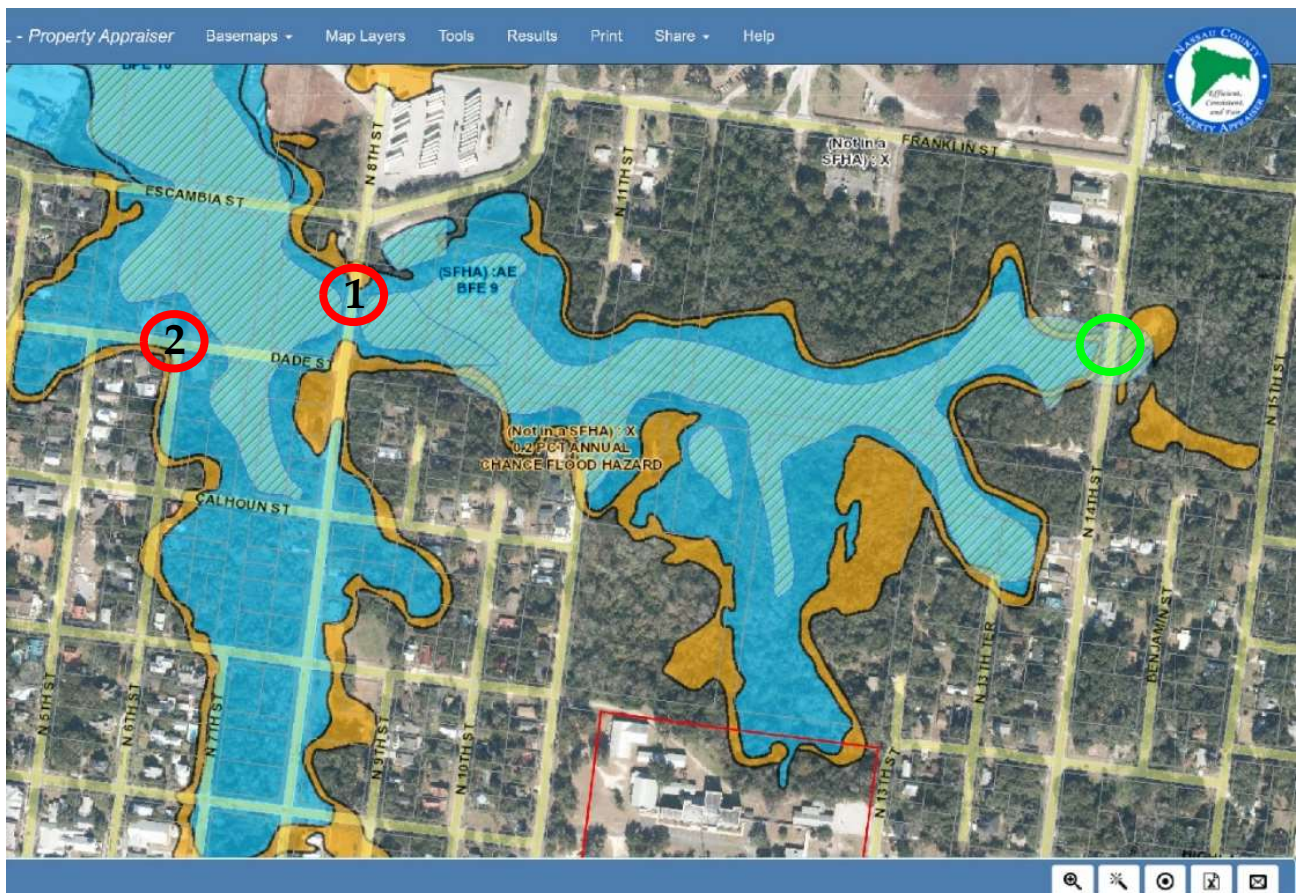 L - Property Appraiser Basemaps Map Layers Tools Results Print Share Help
NASSAU COUNTY
Efficient,
Consistent,
and Fair
PROPERTY APPRAISER
BFE 10
N 8TH ST
N 11TH ST
(Not in a
SFHA) : X
FRANKLIN ST
ESCAMBIA ST
(SFHA) :AE
BFE 9
1
2
DADE ST
N 15TH ST
(Not in a SFHA) : X
0.2 PCT ANNUAL
CHANCE FLOOD HAZARD
N 14TH ST
CALHOUN ST
N 5TH ST
N 6TH ST
N 7TH ST
N 9TH ST
N 10TH ST
N 13TH ST
N 13TH TER
BENJAMIN ST